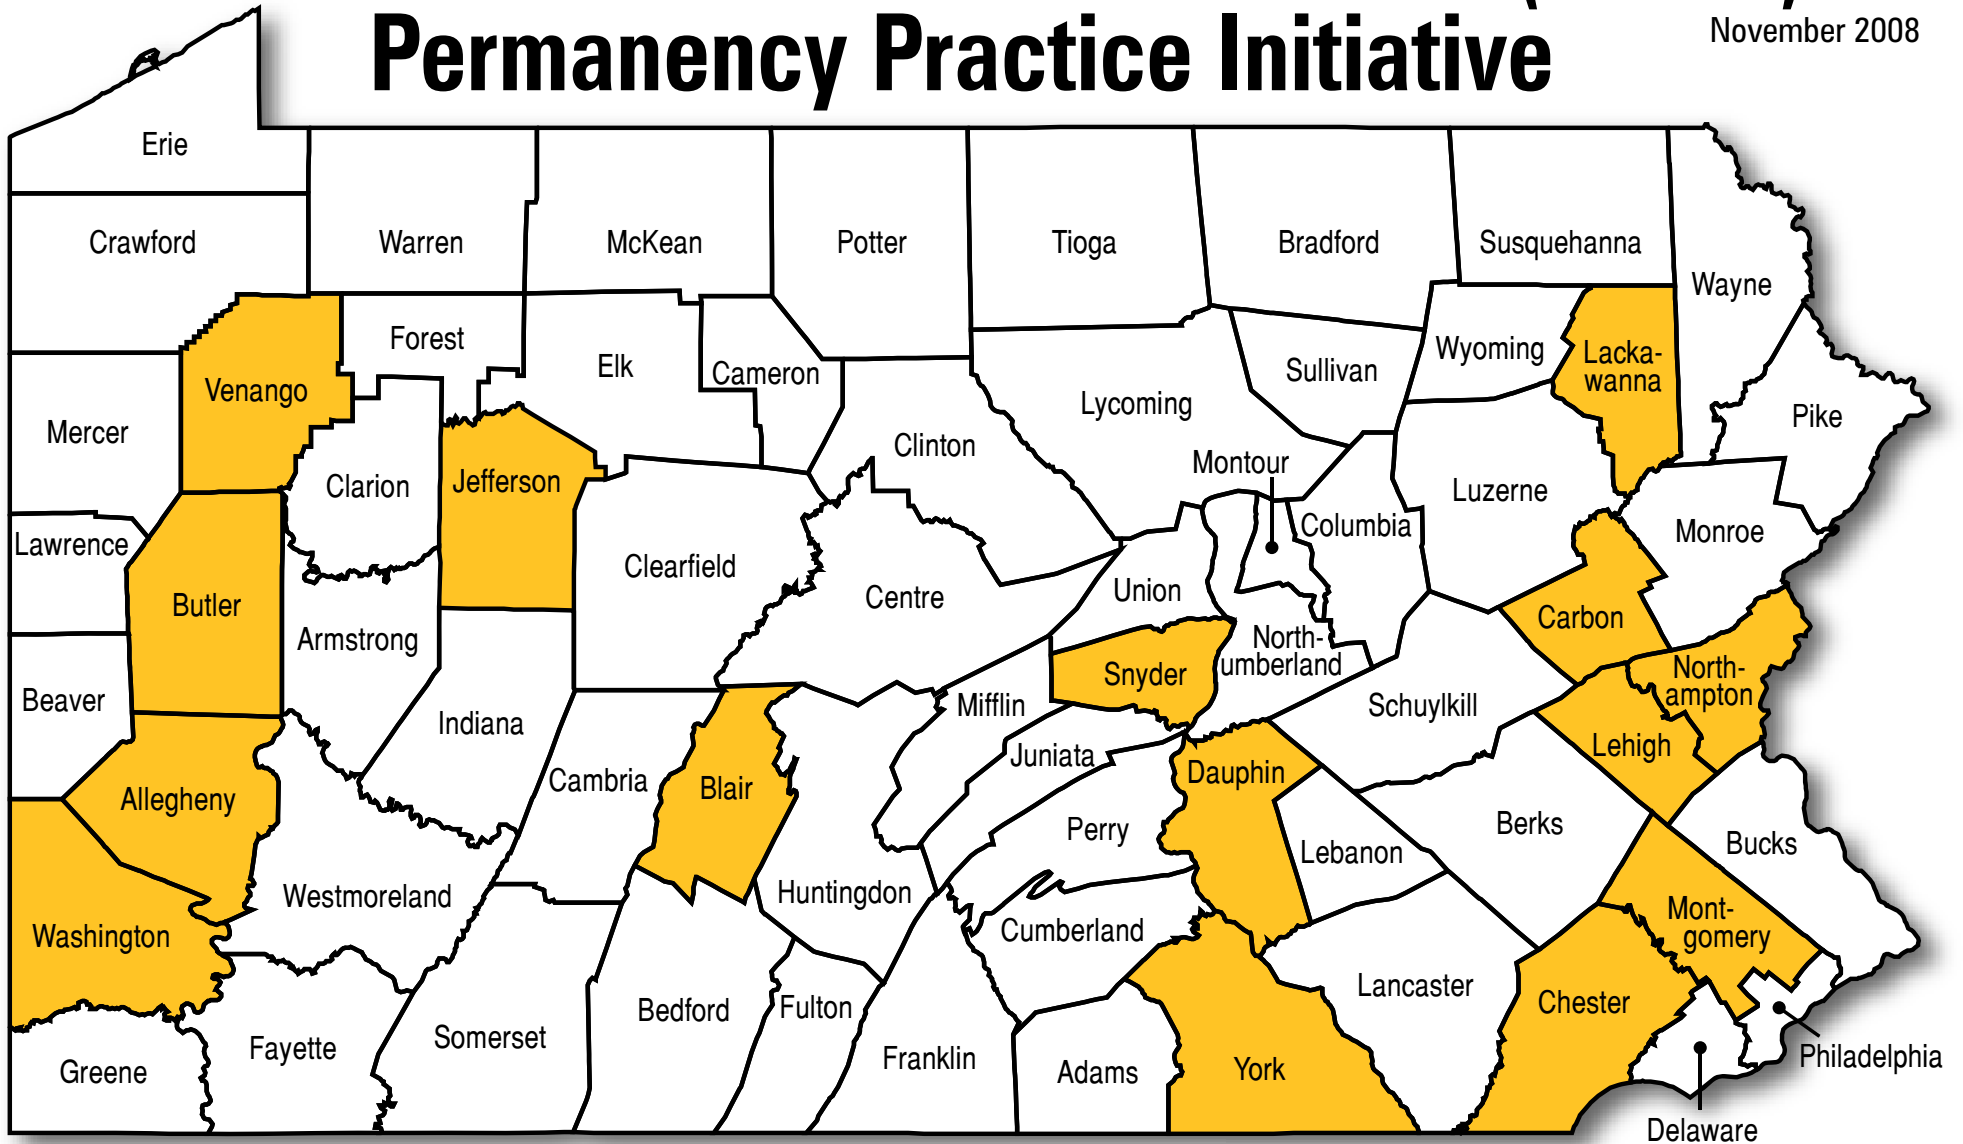 Permanency Practice Initiative
November 2008
Erie
Crawford
Warren
McKean
Potter
Tioga
Bradford
Susquehanna
Wayne
Forest
Elk
Cameron
Venango
Mercer
Clarion
Jefferson
Clinton
Lycoming
Sullivan
Wyoming
Lacka-
wanna
Pike
Montour
Columbia
Luzerne
Monroe
Lawrence
Butler
Armstrong
Clearfield
Centre
Union
Carbon
North-
umberland
Snyder
North-
ampton
Beaver
Indiana
Mifflin
Schuylkill
Lehigh
Juniata
Allegheny
Cambria
Blair
Dauphin
Perry
Lebanon
Berks
Bucks
Westmoreland
Huntingdon
Cumberland
Mont-
gomery
Washington
Lancaster
Chester
Bedford
Fulton
Somerset
Fayette
Greene
Franklin
Adams
York
Philadelphia
Delaware